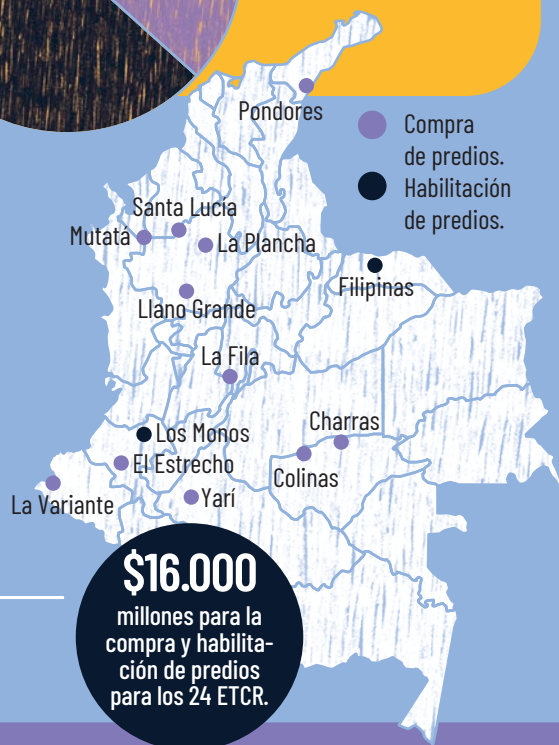 Pondores
Compra
de predios.
Habilitación
de predios.
Santa Lucía
Mutatá
La Plancha
Filipinas
Llano Grande
La Fila
Charras
Los Monos
El Estrecho
Colinas
La Variante
Yarí
$16.000
millones para la
compra y habilita-
ción de predios
para los 24 ETCR.